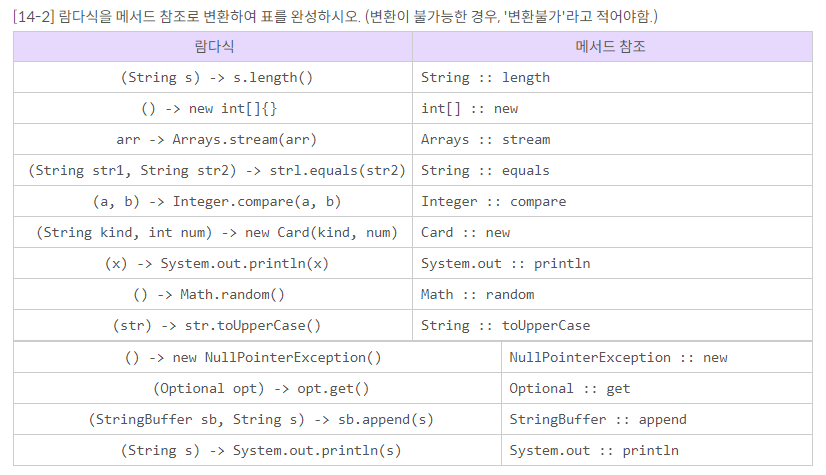 [14-2] 람다식을 메서드 참조로 변환하여 표를 완성하시오. (변환이 불가능한 경우, '변환불가'라고 적어야함.)
람다식 메서드 참조
(String s) -> s.length() String :: length
() -> new int[]{} int[] :: new
arr -> Arrays.stream(arr) Arrays :: stream
(String str1, String str2) -> strl.equals(str2) String :: equals
(a, b) -> Integer.compare(a, b) Integer :: compare
(String kind, int num) -> new Card(kind, num) Card :: new
(x) -> System.out.println(x) System.out :: println
() -> Math.random() Math :: random
(str) -> str.toUpperCase() String :: toUpperCase
() -> new NullPointerException() NullPointerException :: new
(Optional opt) -> opt.get() Optional :: get
(StringBuffer sb, String s) -> sb.append(s) StringBuffer :: append
(String s) -> System.out.println(s) System.out :: println